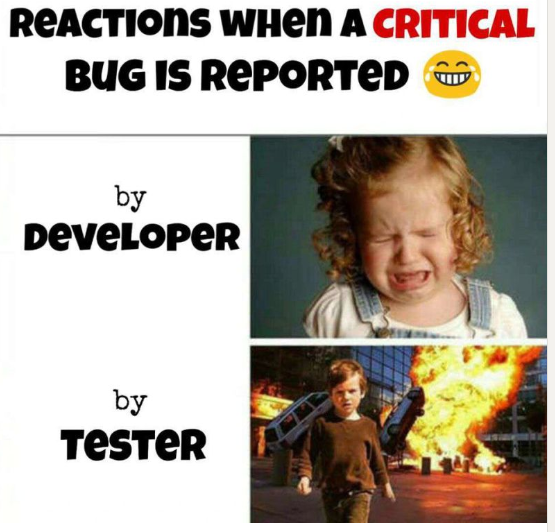 Reactions when a CRITICAL
Bug is Reported 😂
by
Developer
by
Tester